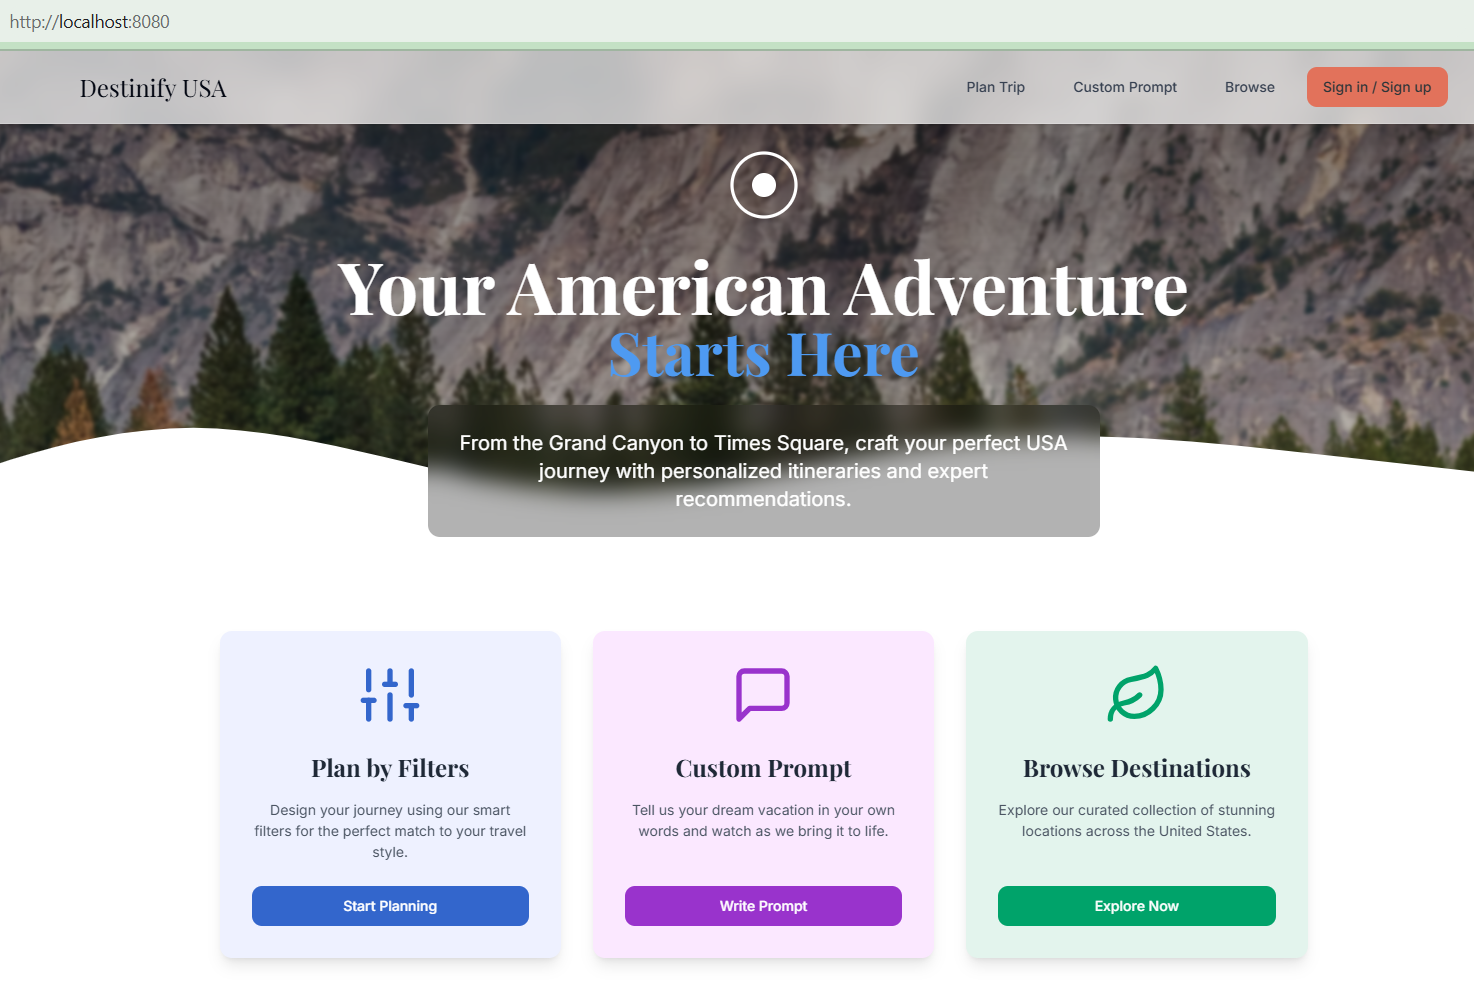 http://localhost:8080
Destinify USA
Plan Trip
Custom Prompt
Browse
Sign in / Sign up
Your American Adventure
Starts Here
From the Grand Canyon to Times Square, craft your perfect USA
journey with personalized itineraries and expert
recommendations.
Plan by Filters
Design your journey using our smart
filters for the perfect match to your travel
style.
Start Planning
Custom Prompt
Tell us your dream vacation in your own
words and watch as we bring it to life.
Write Prompt
Browse Destinations
Explore our curated collection of stunning
locations across the United States.
Explore Now